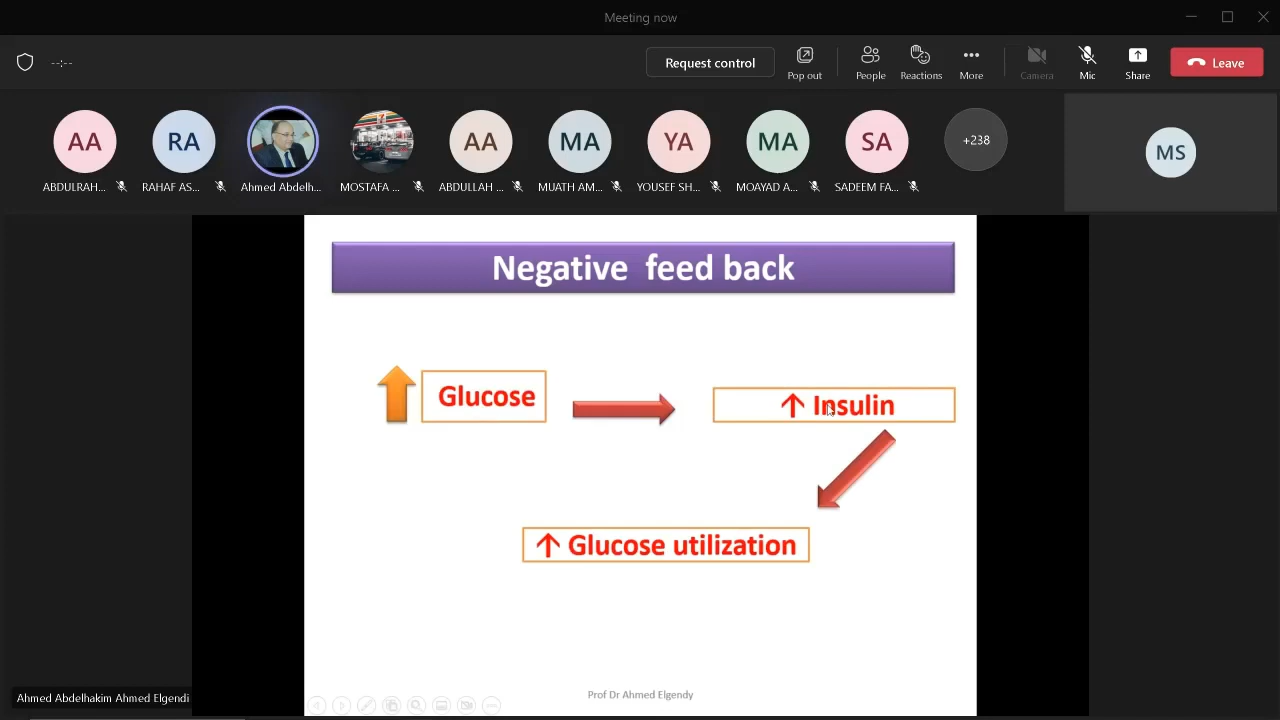 Meeting now
--:--
Request control
Pop out
People
Reactions
More
Camera
Mic
Share
Leave
AA
RA
AA
MA
YA
MA
SA
+238
MS
ABDULRAH...
RAHAF AS...
Ahmed Abdelh...
MOSTAFA ...
ABDULLAH ...
MUATH AM...
YOUSEF SH...
MOAYAD A...
SADEEM FA...
Negative feed back
Glucose
↑ Insulin
↑ Glucose utilization
Prof Dr Ahmed Elgendy
Ahmed Abdelhakim Ahmed Elgendi